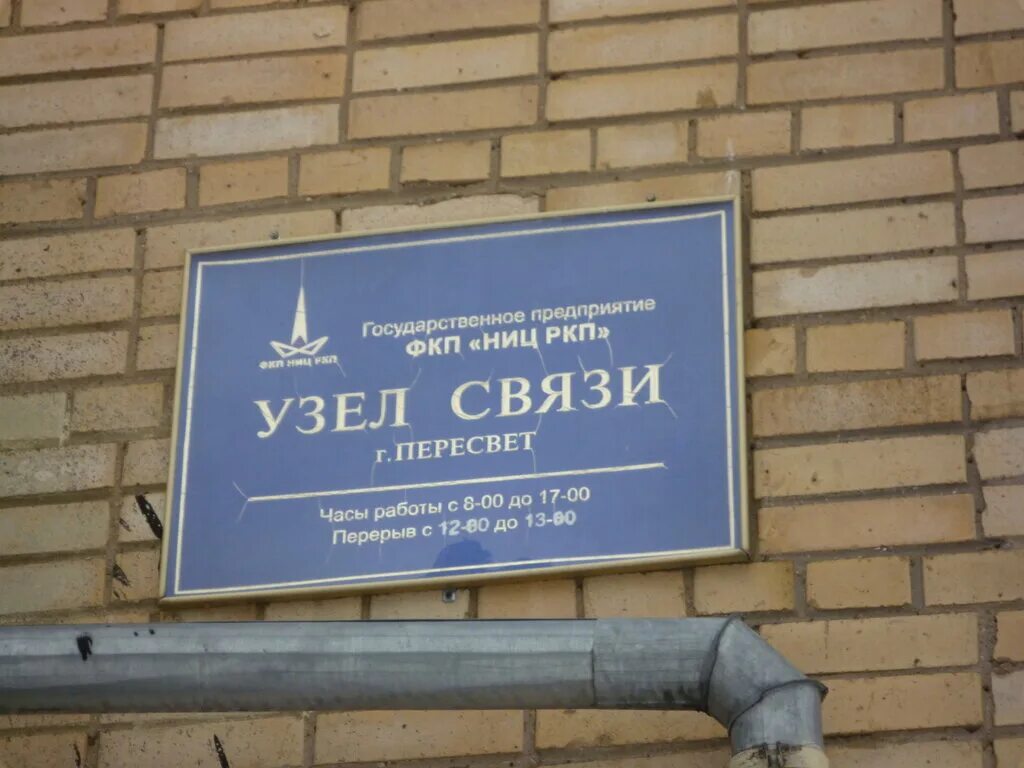 Государственное предприятие
ФКП «НИЦ РКП»
ФКП НИЦ РКП
УЗЕЛ СВЯЗИ
г. ПЕРЕСВЕТ
Часы работы с 8-00 до 17-00
Перерыв с 12-00 до 13-00